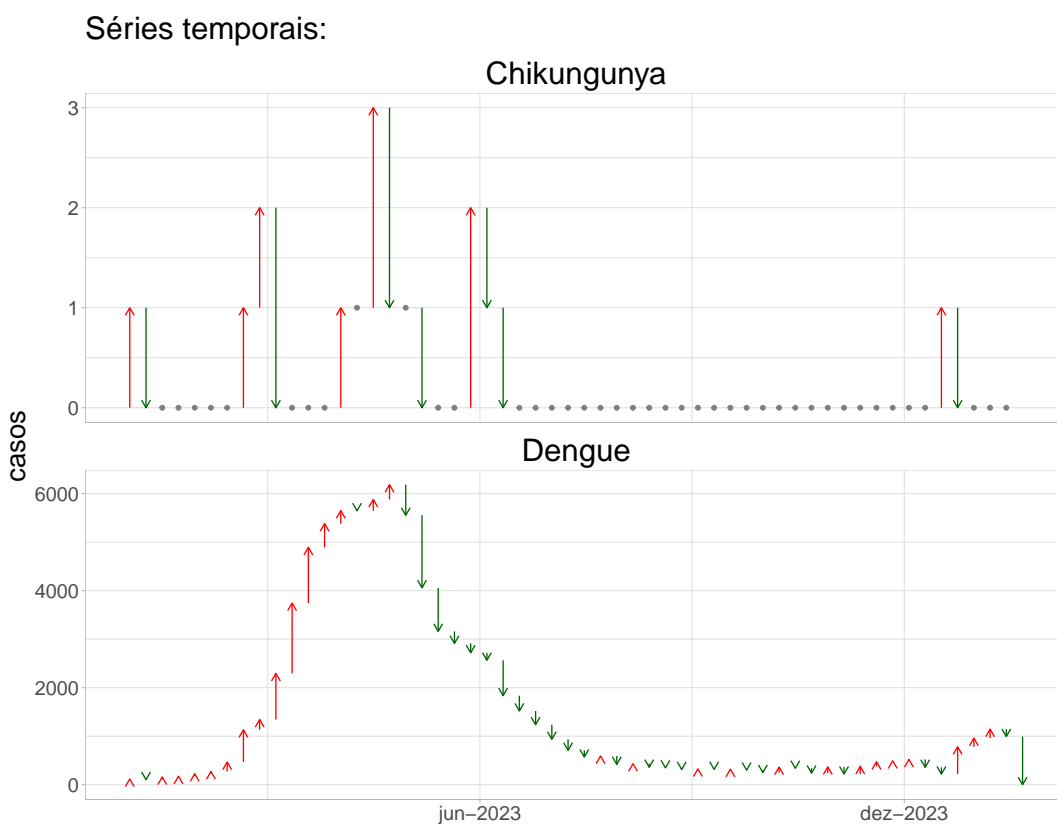 Séries temporais:
Chikungunya
3
2
1
0
casos
Dengue
6000
4000
2000
0
jun−2023
dez−2023